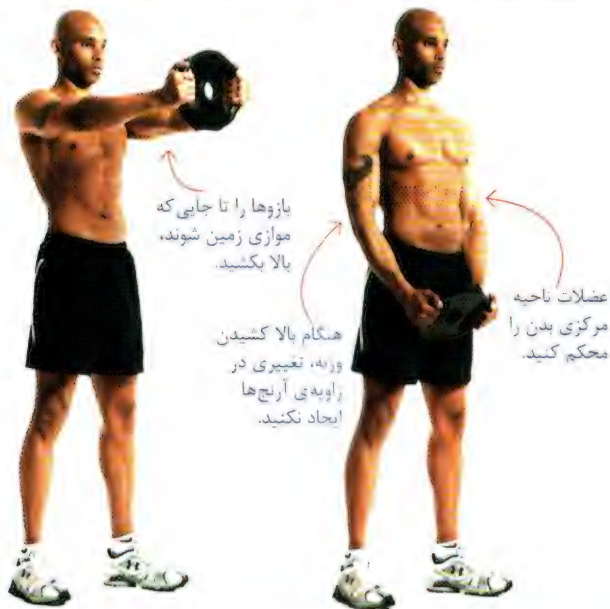 بازوها را تا جایی که
موازی زمین شوند،
بالا بکشید.
هنگام بالا کشیدن
وزنه، تغییری در
زاویه‌ی آرنج‌ها
ایجاد نکنید.
عضلات ناحیه
مرکزی بدن را
محکم کنید.